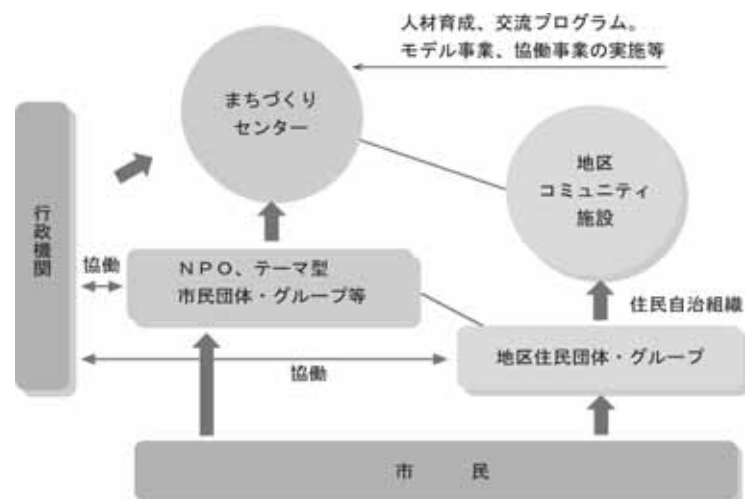 人材育成、交流プログラム。
モデル事業、協働事業の実施等
まちづくり
センター
地区
コミュニティ
施設
行政機関
協働
NPO、テーマ型
市民団体・グループ等
住民自治組織
地区住民団体・グループ
協働
市　　民